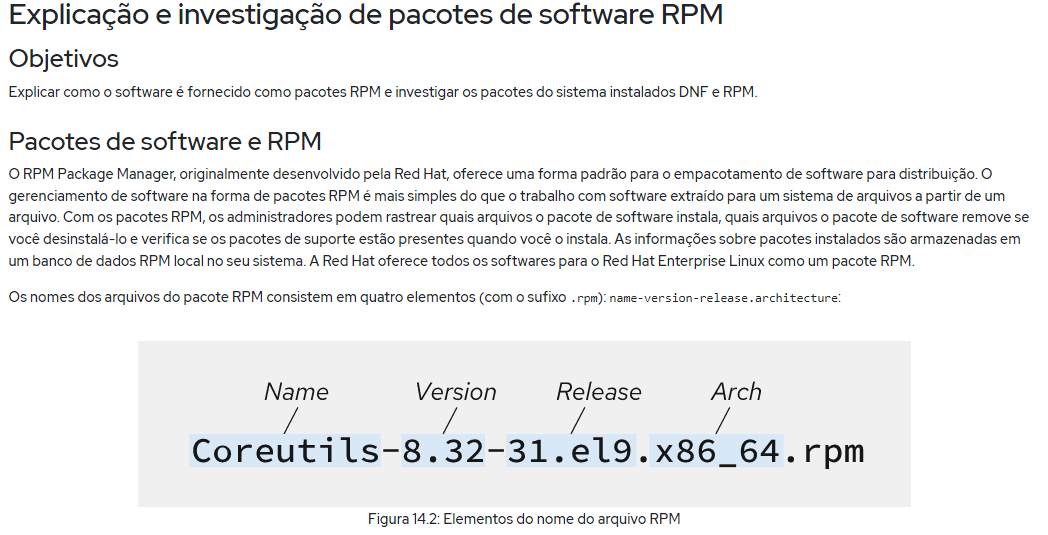 Explicação e investigação de pacotes de software RPM
Objetivos
Explicar como o software é fornecido como pacotes RPM e investigar os pacotes do sistema instalados DNF e RPM.
Pacotes de software e RPM
O RPM Package Manager, originalmente desenvolvido pela Red Hat, oferece uma forma padrão para o empacotamento de software para distribuição. O
gerenciamento de software na forma de pacotes RPM é mais simples do que o trabalho com software extraído para um sistema de arquivos a partir de um
arquivo. Com os pacotes RPM, os administradores podem rastrear quais arquivos o pacote de software instala, quais arquivos o pacote de software remove se
você desinstalá-lo e verifica se os pacotes de suporte estão presentes quando você o instala. As informações sobre pacotes instalados são armazenadas em
um banco de dados RPM local no seu sistema. A Red Hat oferece todos os softwares para o Red Hat Enterprise Linux como um pacote RPM.
Os nomes dos arquivos do pacote RPM consistem em quatro elementos (com o sufixo .rpm): name-version-release.architecture:
Name Version Release Arch
Coreutils-8.32-31.el9.x86_64.rpm
Figura 14.2: Elementos do nome do arquivo RPM